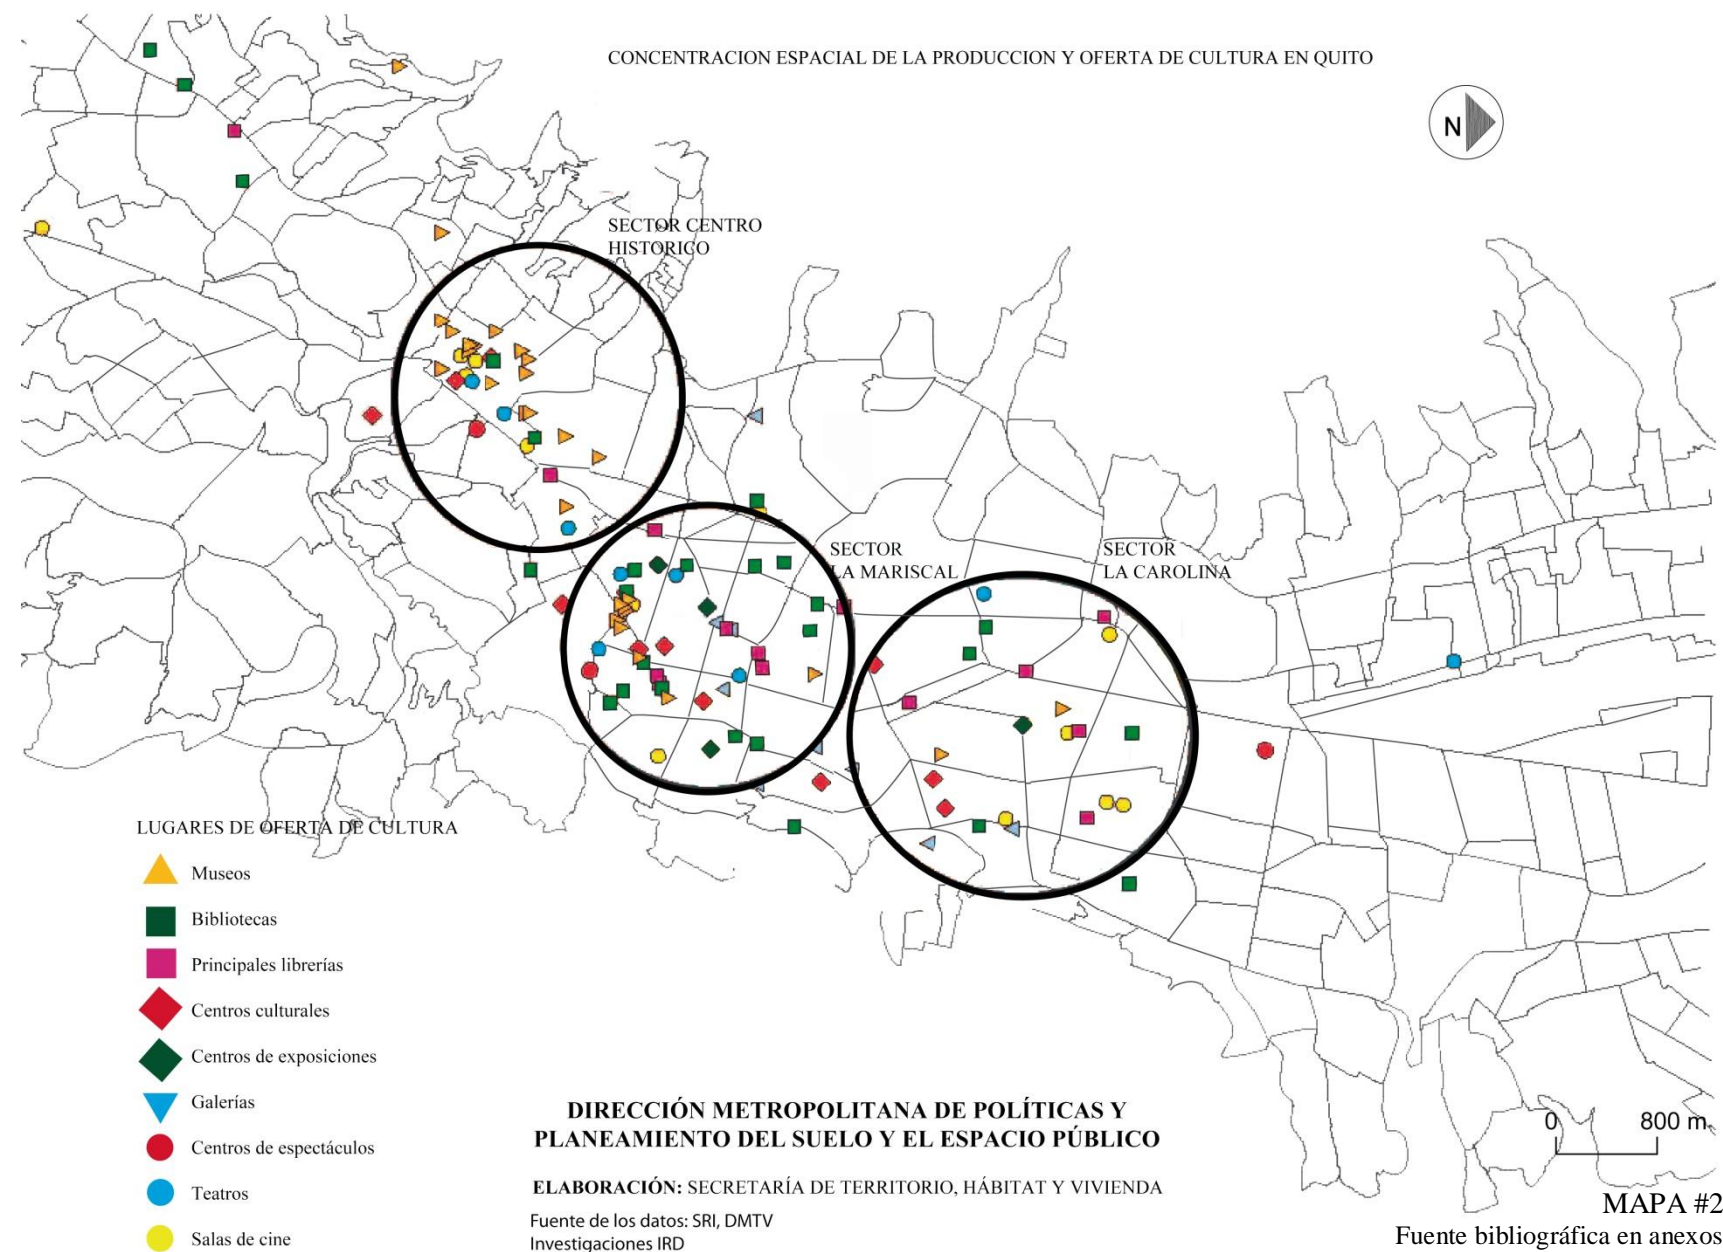 CONCENTRACION ESPACIAL DE LA PRODUCCION Y OFERTA DE CULTURA EN QUITO
N
SECTOR CENTRO
HISTORICO
SECTOR
LA MARISCAL
SECTOR
LA CAROLINA
LUGARES DE OFERTA DE CULTURA
Museos
Bibliotecas
Principales librerías
Centros culturales
Centros de exposiciones
Galerías
Centros de espectáculos
Teatros
Salas de cine
DIRECCIÓN METROPOLITANA DE POLÍTICAS Y
PLANEAMIENTO DEL SUELO Y EL ESPACIO PÚBLICO
ELABORACIÓN: SECRETARÍA DE TERRITORIO, HÁBITAT Y VIVIENDA
Fuente de los datos: SRI, DMTV
Investigaciones IRD
0 800 m.
MAPA #2
Fuente bibliográfica en anexos